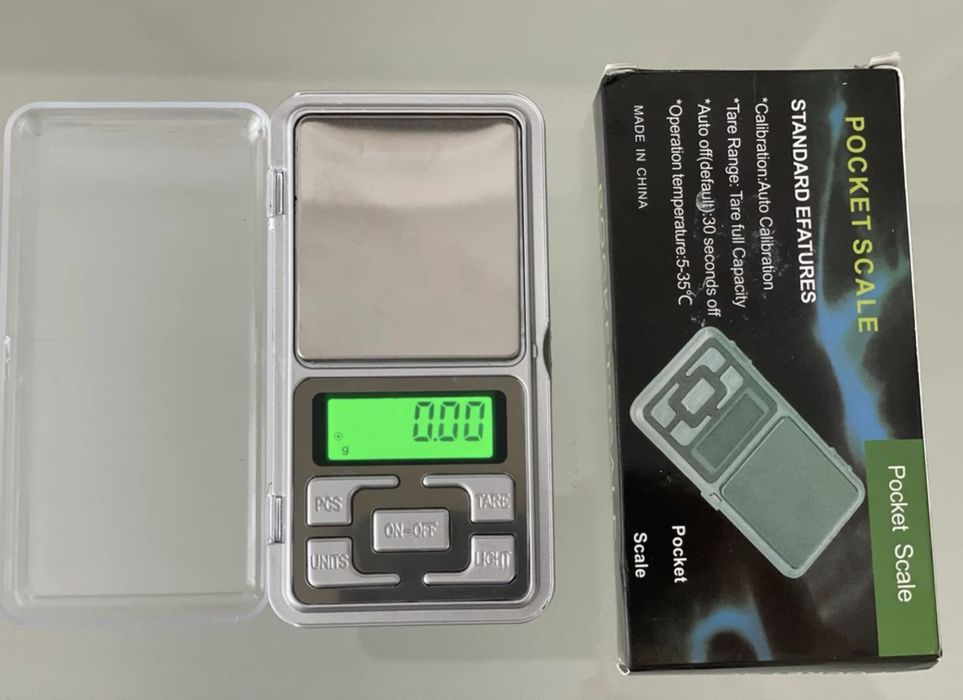 0.00
g
PCS
TARE
ON-OFF
UNITS
LIGHT
POCKET SCALE
STANDARD EFATURES
*Calibration:Auto Calibration
*Tare Range: Tare full Capacity
*Auto off(default):30 seconds off
*Operation temperature:5-35℃
MADE IN CHINA
Pocket Scale
Pocket
Scale